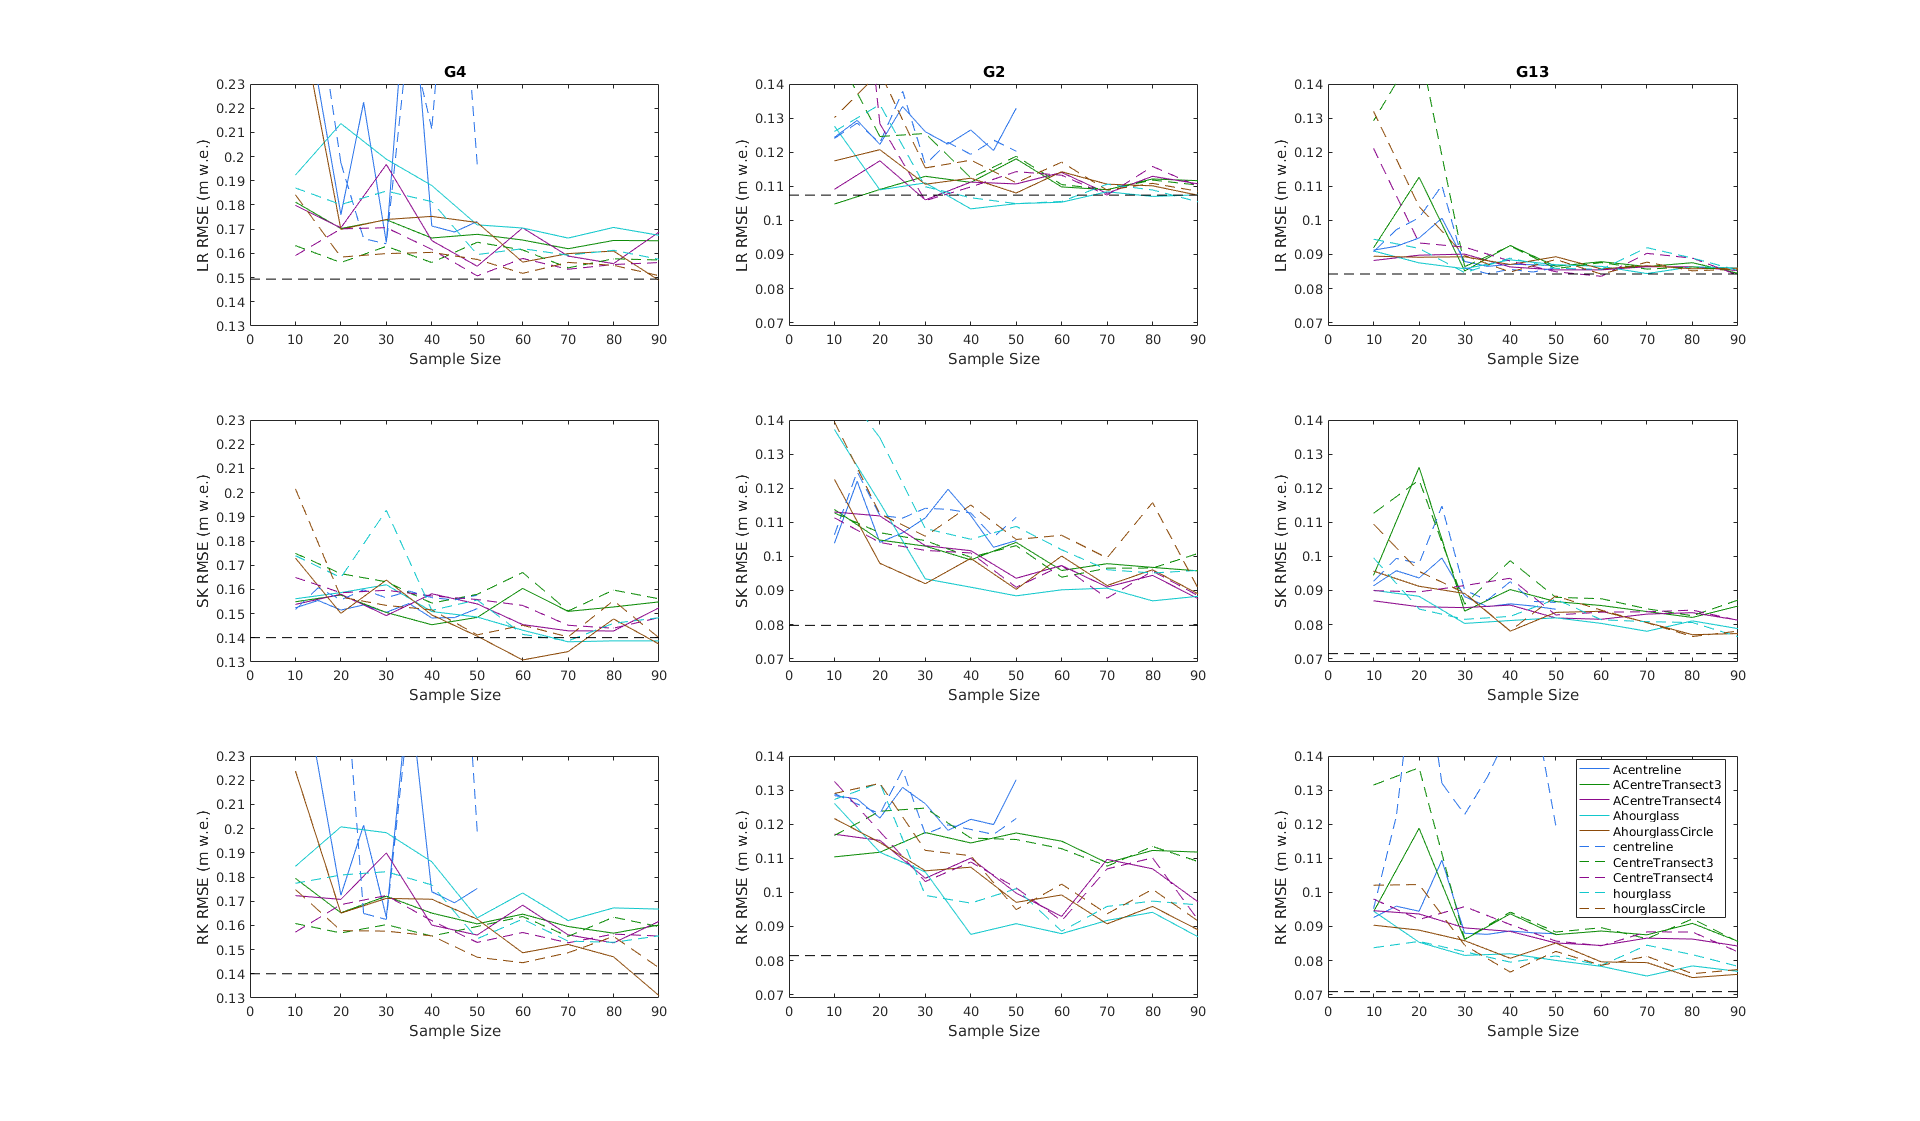 G4
G2
G13
0.23
0.22
0.21
0.2
0.19
0.18
0.17
0.16
0.15
0.14
0.13
LR RMSE (m w.e.)
0 10 20 30 40 50 60 70 80 90
Sample Size
0.14
0.13
0.12
0.11
0.1
0.09
0.08
0.07
LR RMSE (m w.e.)
0 10 20 30 40 50 60 70 80 90
Sample Size
0.14
0.13
0.12
0.11
0.1
0.09
0.08
0.07
LR RMSE (m w.e.)
0 10 20 30 40 50 60 70 80 90
Sample Size
0.23
0.22
0.21
0.2
0.19
0.18
0.17
0.16
0.15
0.14
0.13
SK RMSE (m w.e.)
0 10 20 30 40 50 60 70 80 90
Sample Size
0.14
0.13
0.12
0.11
0.1
0.09
0.08
0.07
SK RMSE (m w.e.)
0 10 20 30 40 50 60 70 80 90
Sample Size
0.14
0.13
0.12
0.11
0.1
0.09
0.08
0.07
SK RMSE (m w.e.)
0 10 20 30 40 50 60 70 80 90
Sample Size
0.23
0.22
0.21
0.2
0.19
0.18
0.17
0.16
0.15
0.14
0.13
RK RMSE (m w.e.)
0 10 20 30 40 50 60 70 80 90
Sample Size
0.14
0.13
0.12
0.11
0.1
0.09
0.08
0.07
RK RMSE (m w.e.)
0 10 20 30 40 50 60 70 80 90
Sample Size
0.14
0.13
0.12
0.11
0.1
0.09
0.08
0.07
RK RMSE (m w.e.)
0 10 20 30 40 50 60 70 80 90
Sample Size
Acentreline
ACentreTransect3
ACentreTransect4
Ahourglass
AhourglassCircle
centreline
CentreTransect3
CentreTransect4
hourglass
hourglassCircle